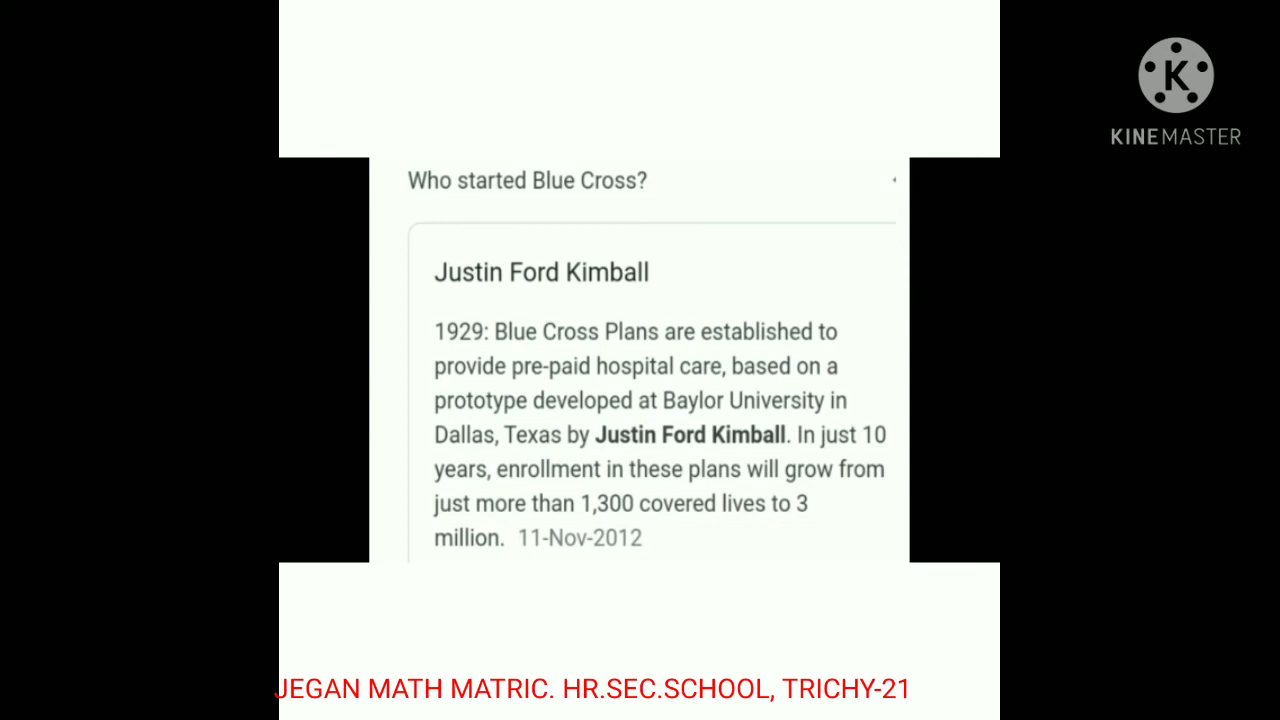 KINEMASTER
Who started Blue Cross?
Justin Ford Kimball
1929: Blue Cross Plans are established to
provide pre-paid hospital care, based on a
prototype developed at Baylor University in
Dallas, Texas by Justin Ford Kimball. In just 10
years, enrollment in these plans will grow from
just more than 1,300 covered lives to 3
million. 11-Nov-2012
JEGAN MATH MATRIC. HR.SEC.SCHOOL, TRICHY-21